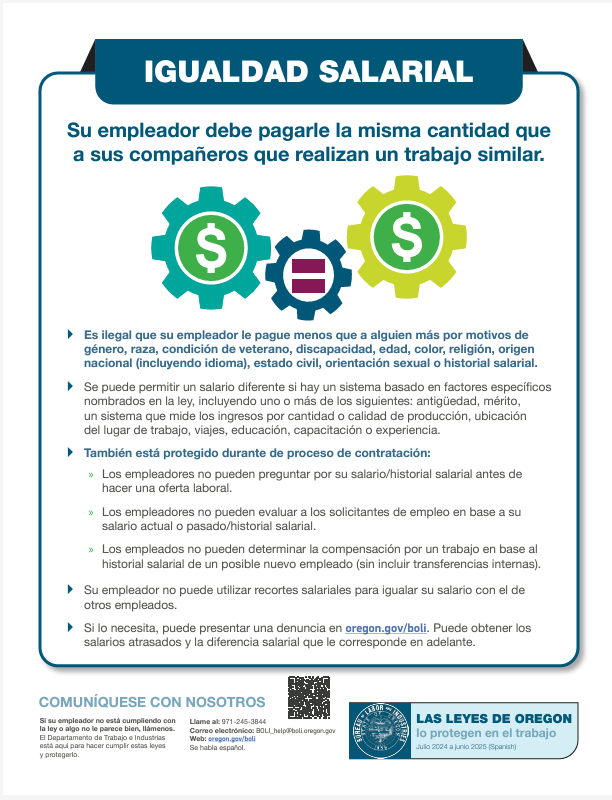 IGUALDAD SALARIAL
Su empleador debe pagarle la misma cantidad que
a sus compañeros que realizan un trabajo similar.
$ = $
Es ilegal que su empleador le pague menos que a alguien más por motivos de
género, raza, condición de veterano, discapacidad, edad, color, religión, origen
nacional (incluyendo idioma), estado civil, orientación sexual o historial salarial.
Se puede permitir un salario diferente si hay un sistema basado en factores específicos
nombrados en la ley, incluyendo uno o más de los siguientes: antigüedad, mérito,
un sistema que mide los ingresos por cantidad o calidad de producción, ubicación
del lugar de trabajo, viajes, educación, capacitación o experiencia.
También está protegido durante de proceso de contratación:
» Los empleadores no pueden preguntar por su salario/historial salarial antes de
hacer una oferta laboral.
» Los empleadores no pueden evaluar a los solicitantes de empleo en base a su
salario actual o pasado/historial salarial.
» Los empleados no pueden determinar la compensación por un trabajo en base al
historial salarial de un posible nuevo empleado (sin incluir transferencias internas).
Su empleador no puede utilizar recortes salariales para igualar su salario con el de
otros empleados.
Si lo necesita, puede presentar una denuncia en oregon.gov/boli. Puede obtener los
salarios atrasados y la diferencia salarial que le corresponde en adelante.
COMUNÍQUESE CON NOSOTROS
Si su empleador no está cumpliendo con
la ley o algo no le parece bien, llámenos.
El Departamento de Trabajo e Industrias
está aquí para hacer cumplir estas leyes
y protegerlo.
Llame al: 971-245-3844
Correo electrónico: BOLI_help@boli.oregon.gov
Web: oregon.gov/boli
Se habla español.
BUREAU OF LABOR AND INDUSTRIES
LAS LEYES DE OREGON
lo protegen en el trabajo
Julio 2024 a junio 2025 (Spanish)